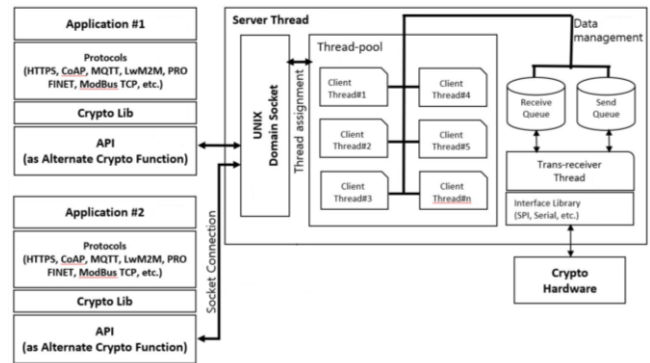 Application #1
Protocols
(HTTPS, CoAP, MQTT, LwM2M, PRO
FINET, ModBus TCP, etc.)
Crypto Lib
API
(as Alternate Crypto Function)
Application #2
Protocols
(HTTPS, CoAP, MQTT, LwM2M, PRO
FINET, ModBus TCP, etc.)
Crypto Lib
API
(as Alternate Crypto Function)
Socket Connection
Server Thread
UNIX
Domain Socket
Thread assignment
Thread-pool
Client
Thread#1
Client
Thread#4
Client
Thread#2
Client
Thread#5
Client
Thread#3
Client
Thread#n
Data
management
Receive
Queue
Send
Queue
Trans-receiver
Thread
Interface Library
(SPI, Serial, etc.)
Crypto
Hardware